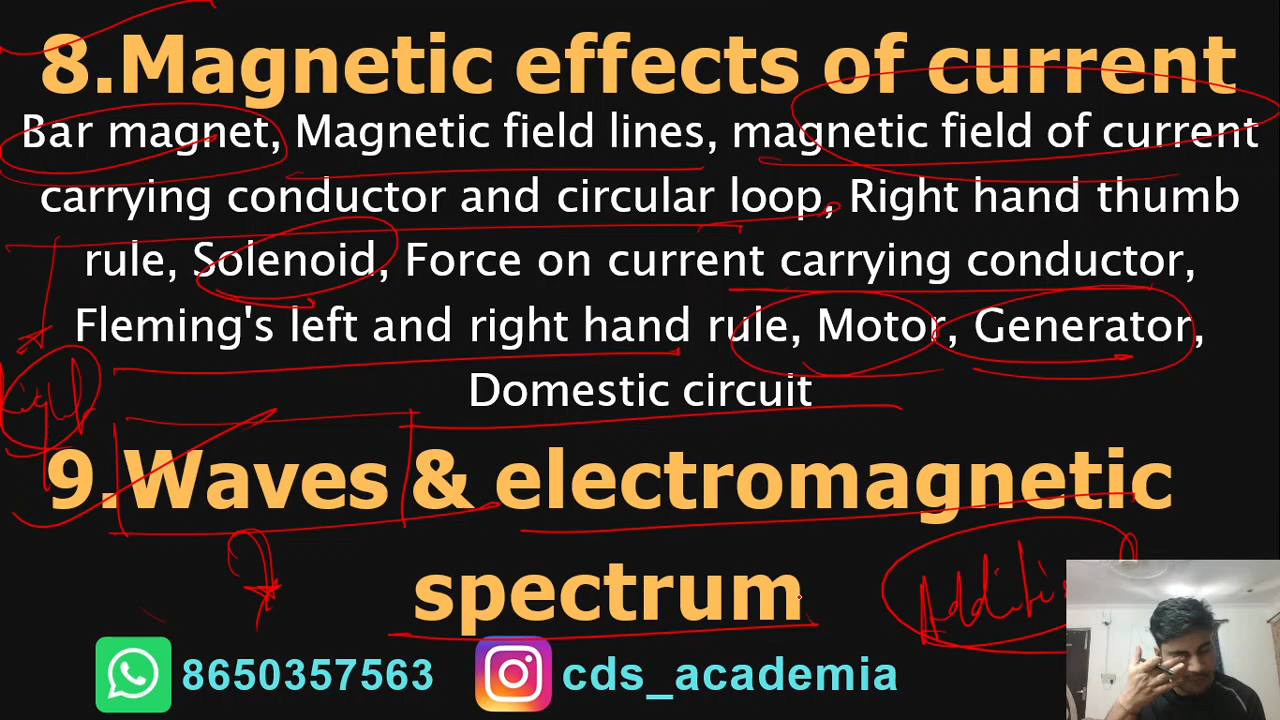 8.Magnetic effects of current
Bar magnet, Magnetic field lines, magnetic field of current
carrying conductor and circular loop, Right hand thumb
rule, Solenoid, Force on current carrying conductor,
Fleming's left and right hand rule, Motor, Generator,
Domestic circuit
9.Waves & electromagnetic
spectrum
8650357563 cds_academia